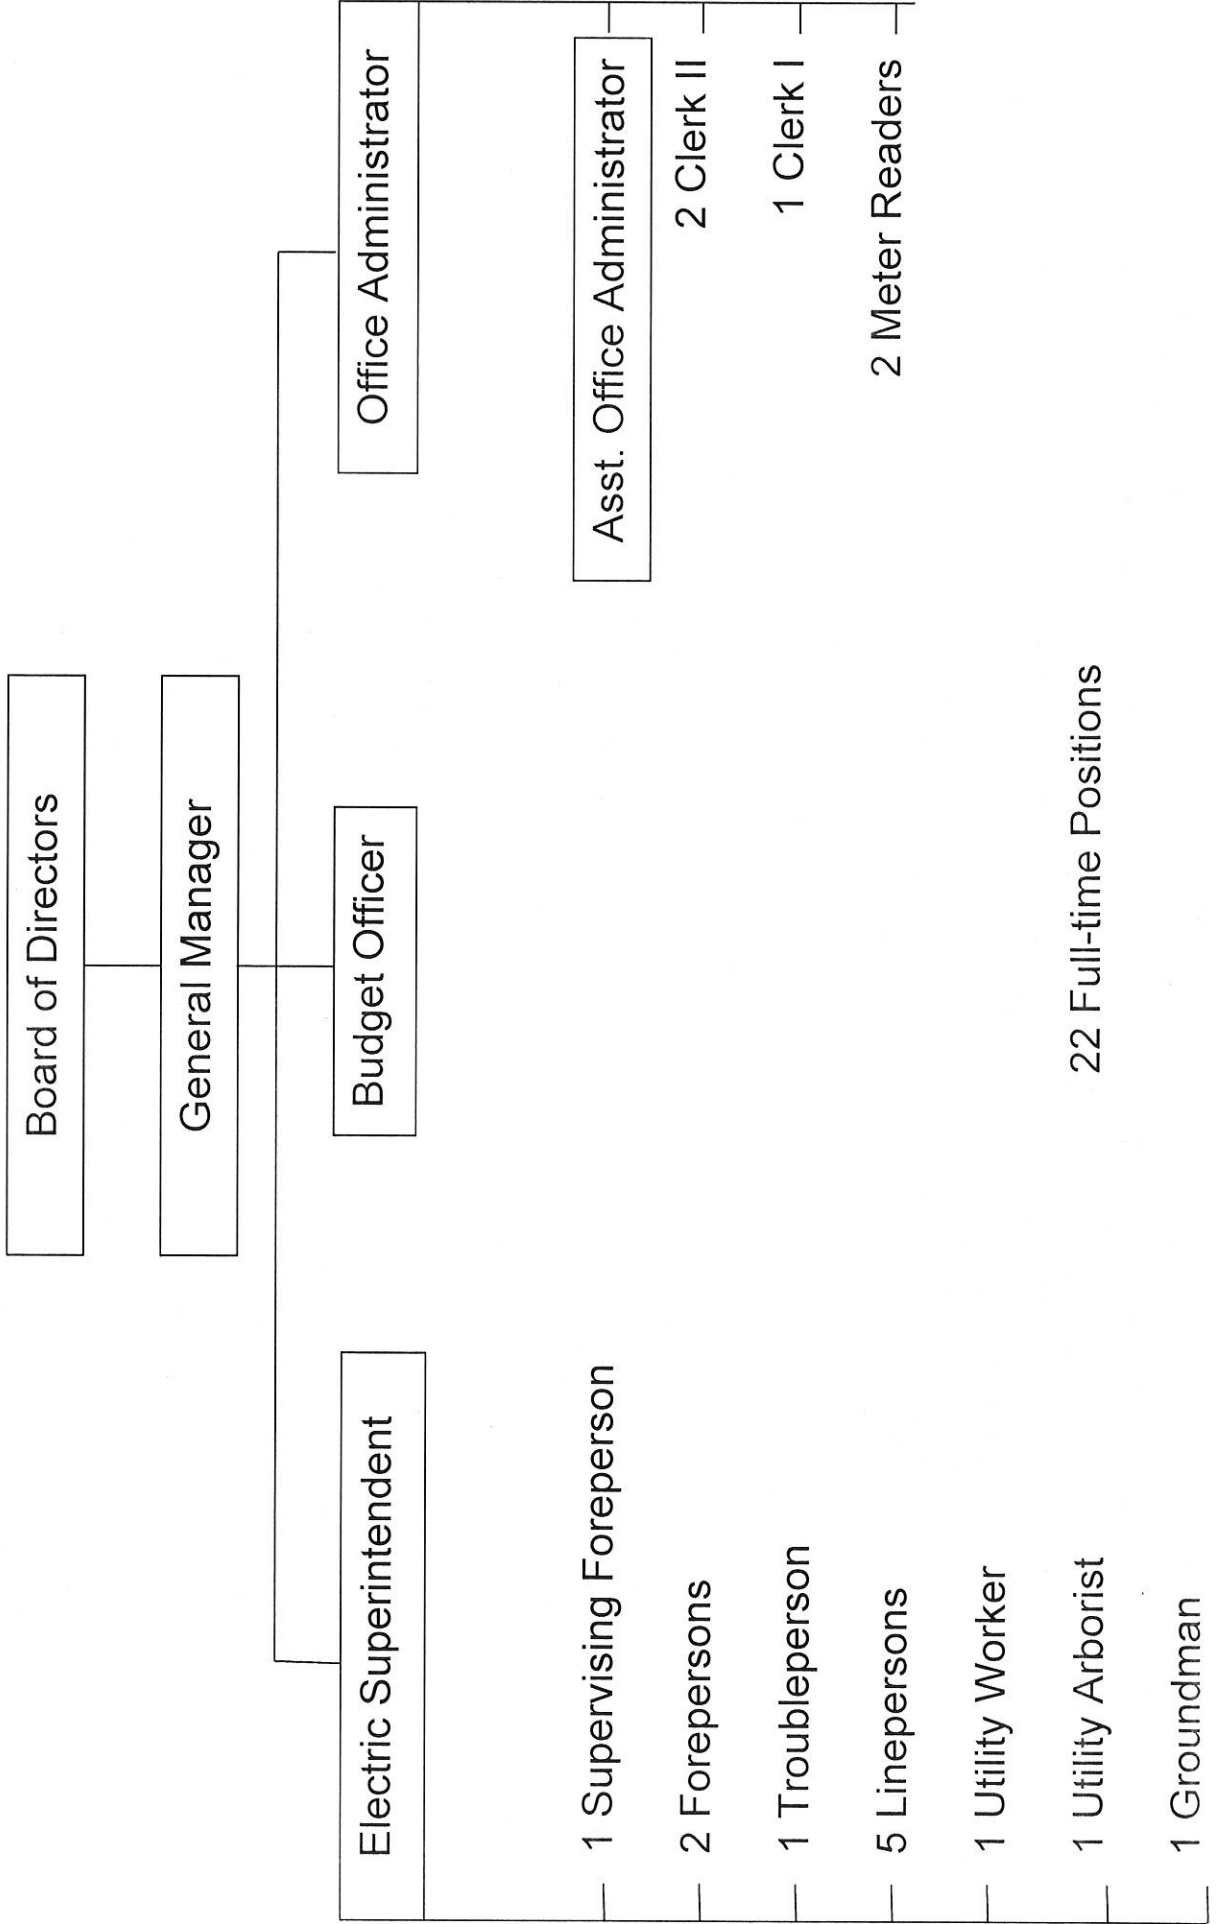 Board of Directors
General Manager
Electric Superintendent
Budget Officer
Office Administrator
1 Supervising Foreperson
2 Forepersons
1 Troubleperson
5 Linepersons
1 Utility Worker
1 Utility Arborist
1 Groundman
Asst. Office Administrator
2 Clerk II
1 Clerk I
2 Meter Readers
22 Full-time Positions